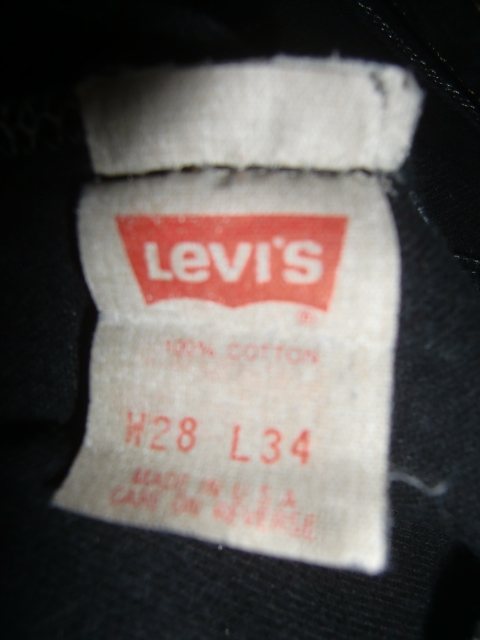 LeVI'S
®
100% COTTON
W28 L34
MADE IN U.S.A
CARE ON REVERSE